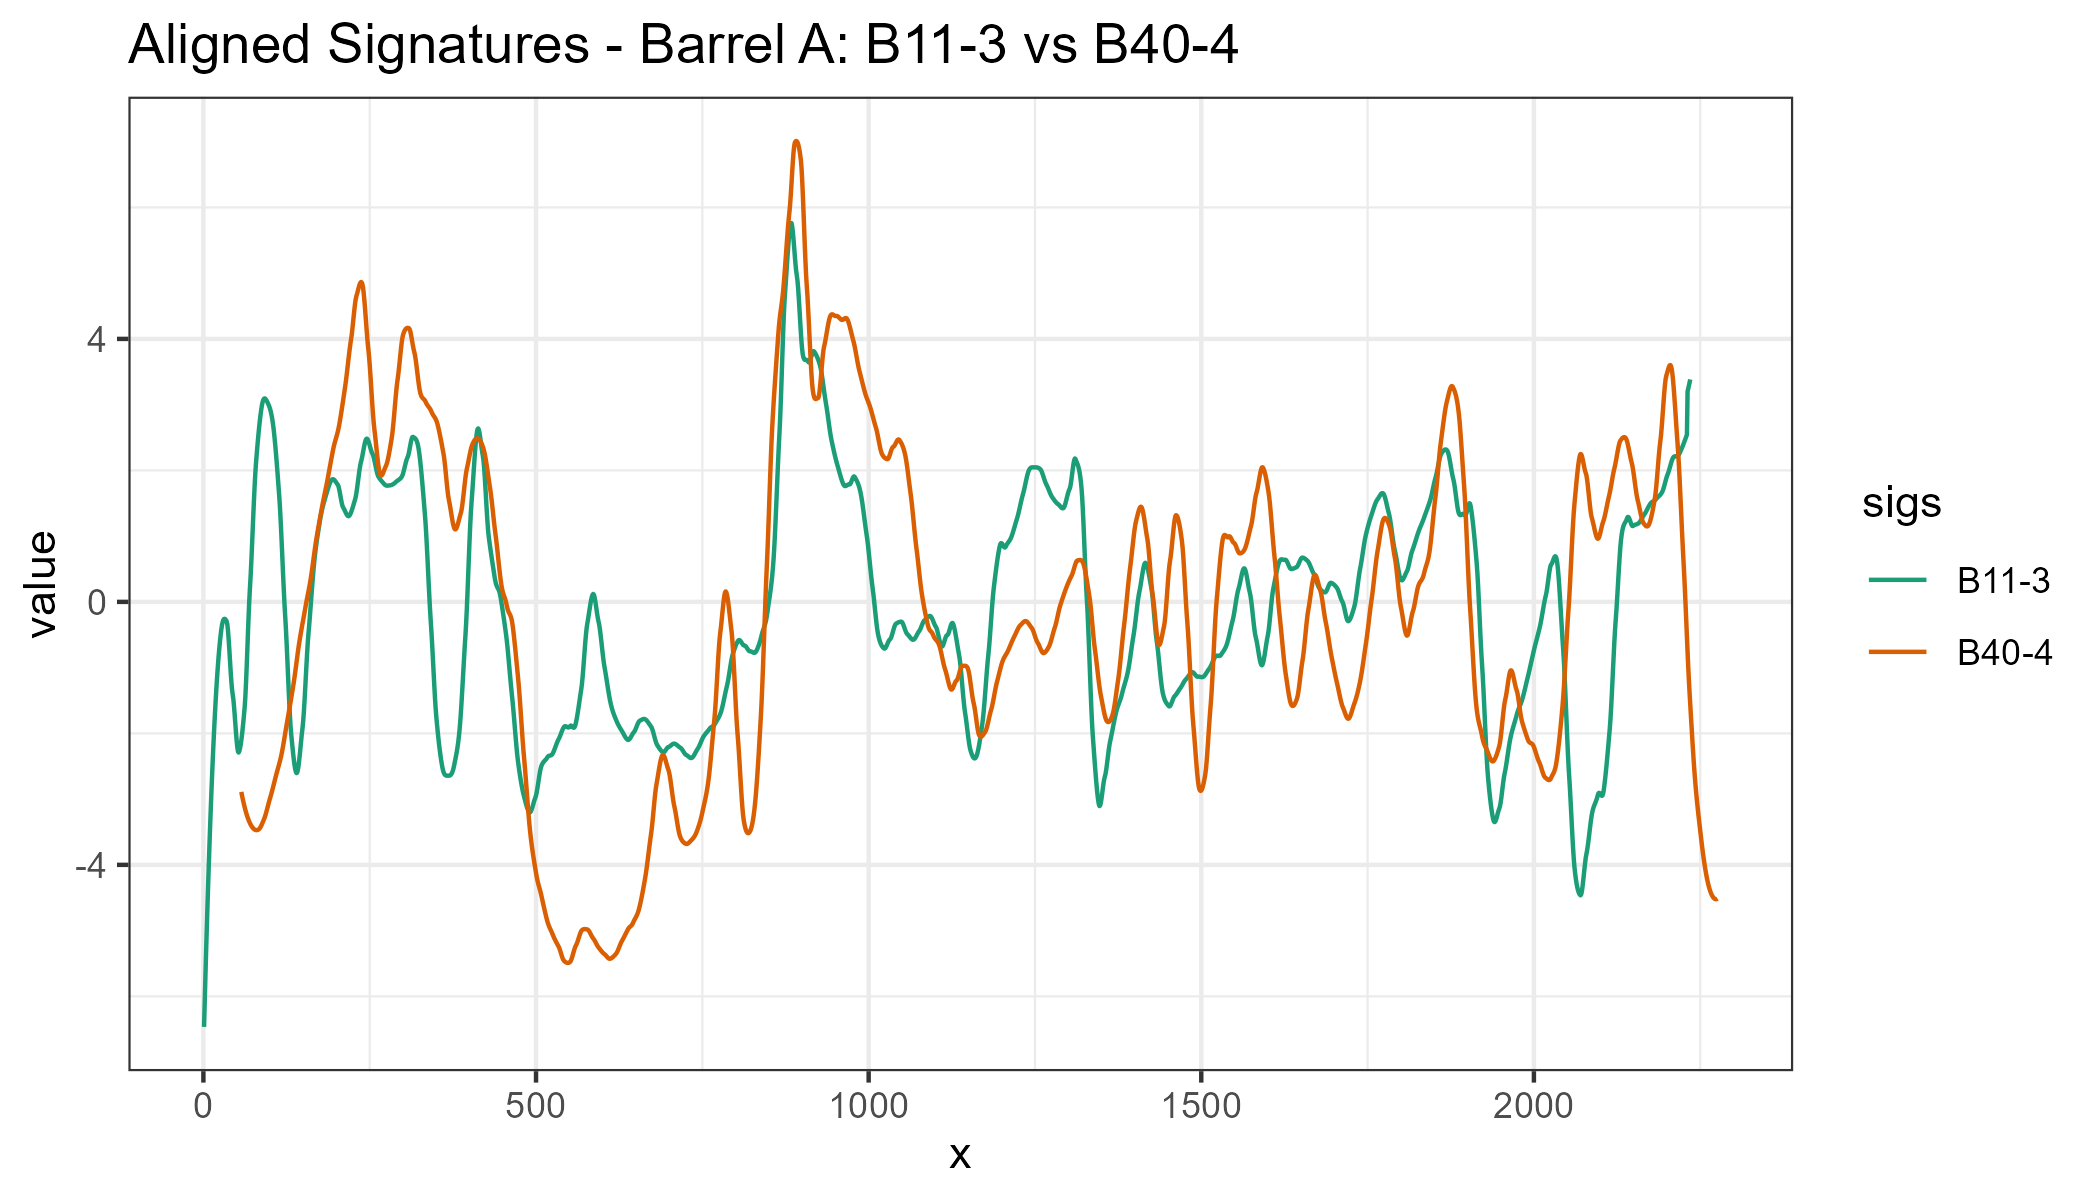 Aligned Signatures - Barrel A: B11-3 vs B40-4
value
4
0
-4
0
500
1000
1500
2000
x
sigs
B11-3
B40-4